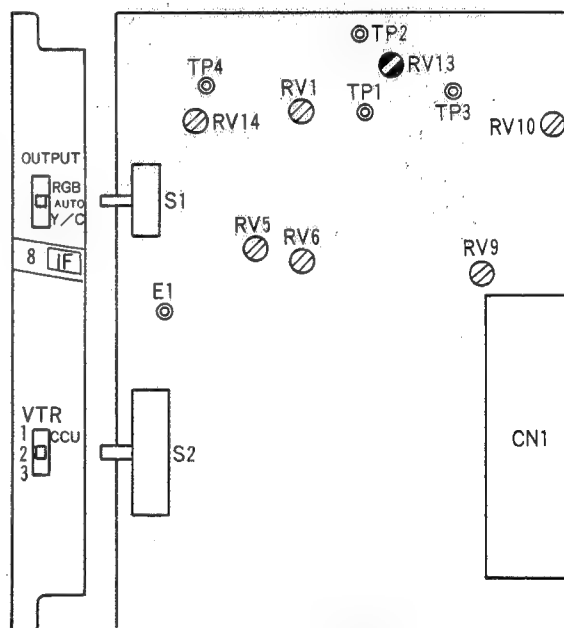 TP2
RV13
TP4
RV1
TP1
TP3
RV14
RV10
OUTPUT
RGB
AUTO
Y/C
S1
8 IF
RV5
RV6
RV9
E1
VTR
1 CCU
2
3
S2
CN1